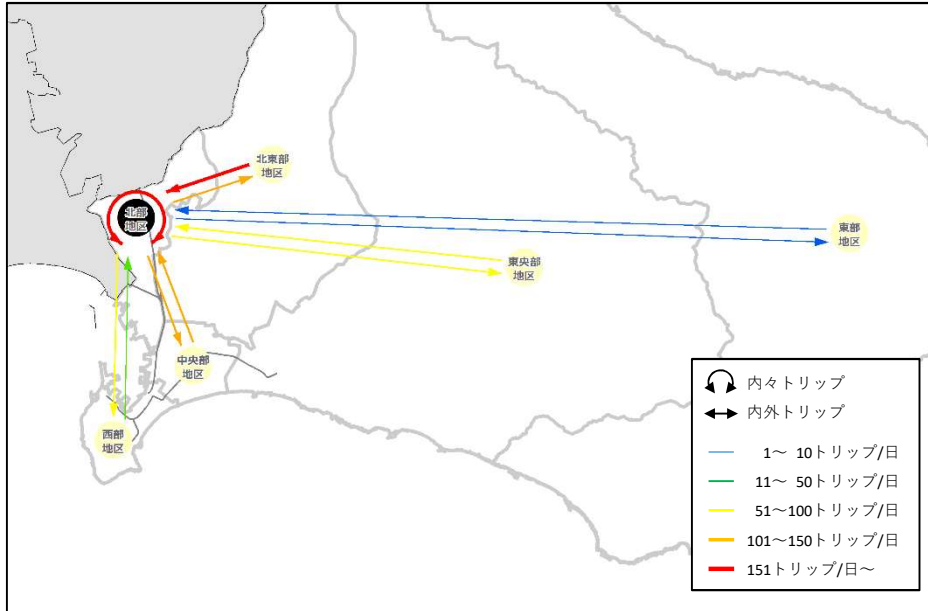 北東部
地区
北部
地区
東部
地区
東央部
地区
中央部
地区
西部
地区
内々トリップ
内外トリップ
1～ 10トリップ/日
11～ 50トリップ/日
51～100トリップ/日
101～150トリップ/日
151トリップ/日～